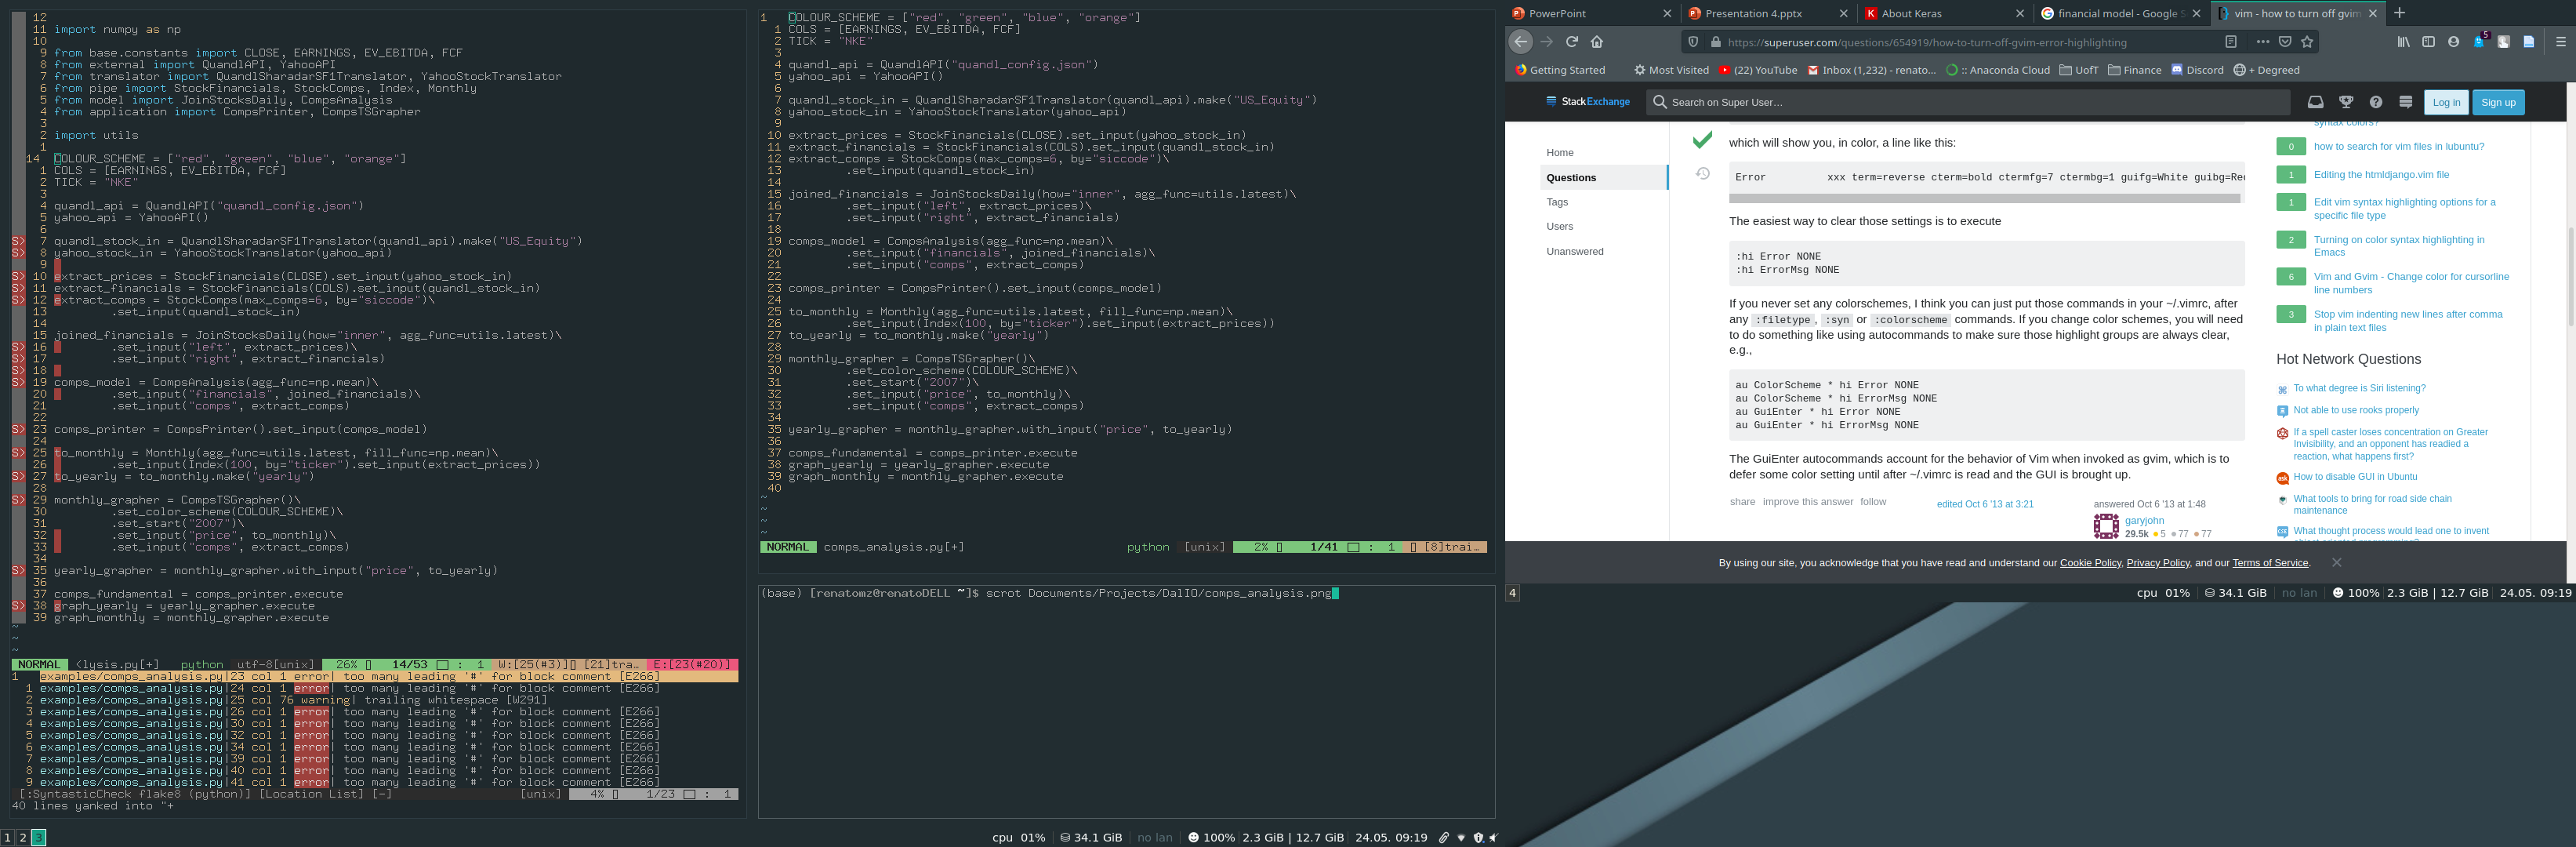 12
11 import numpy as np
10
9 from base.constants import CLOSE, EARNINGS, EV_EBITDA, FCF
8 from external import QuandlAPI, YahooAPI
7 from translator import QuandlSharadarSF1Translator, YahooStockTranslator
6 from pipe import StockFinancials, StockComps, Index, Monthly
5 from model import JoinStocksDaily, CompsAnalysis
4 from application import CompsPrinter, CompsTSGrapher
3
2 import utils
1
14 COLOUR_SCHEME = ["red", "green", "blue", "orange"]
1 COLS = [EARNINGS, EV_EBITDA, FCF]
2 TICK = "NKE"
3
4 quandl_api = QuandlAPI("quandl_config.json")
5 yahoo_api = YahooAPI()
6
S> 7 quandl_stock_in = QuandlSharadarSF1Translator(quandl_api).make("US_Equity")
S> 8 yahoo_stock_in = YahooStockTranslator(yahoo_api)
9
S> 10 extract_prices = StockFinancials(CLOSE).set_input(yahoo_stock_in)
S> 11 extract_financials = StockFinancials(COLS).set_input(quandl_stock_in)
S> 12 extract_comps = StockComps(max_comps=6, by="siccode")\
13 .set_input(quandl_stock_in)
14
15 joined_financials = JoinStocksDaily(how="inner", agg_func=utils.latest)\
S> 16 .set_input("left", extract_prices)\
S> 17 .set_input("right", extract_financials)
S> 18
S> 19 comps_model = CompsAnalysis(agg_func=np.mean)\
20 .set_input("financials", joined_financials)\
21 .set_input("comps", extract_comps)
22
S> 23 comps_printer = CompsPrinter().set_input(comps_model)
24
S> 25 to_monthly = Monthly(agg_func=utils.latest, fill_func=np.mean)\
26 .set_input(Index(100, by="ticker").set_input(extract_prices))
S> 27 to_yearly = to_monthly.make("yearly")
28
S> 29 monthly_grapher = CompsTSGrapher()\
30 .set_color_scheme(COLOUR_SCHEME)\
31 .set_start("2007")\
32 .set_input("price", to_monthly)\
33 .set_input("comps", extract_comps)
34
S> 35 yearly_grapher = monthly_grapher.with_input("price", to_yearly)
36
37 comps_fundamental = comps_printer.execute
S> 38 graph_yearly = yearly_grapher.execute
39 graph_monthly = monthly_grapher.execute
~
~
~
NORMAL <lysis.py[+] python utf-8[unix] 26% 14/53 : 1 W:[25(#3)] [21]tra… E:[23(#20)]
1 examples/comps_analysis.py|23 col 1 error| too many leading '#' for block comment [E266]
1 examples/comps_analysis.py|24 col 1 error| too many leading '#' for block comment [E266]
2 examples/comps_analysis.py|25 col 76 warning| trailing whitespace [W291]
3 examples/comps_analysis.py|26 col 1 error| too many leading '#' for block comment [E266]
4 examples/comps_analysis.py|30 col 1 error| too many leading '#' for block comment [E266]
5 examples/comps_analysis.py|32 col 1 error| too many leading '#' for block comment [E266]
6 examples/comps_analysis.py|34 col 1 error| too many leading '#' for block comment [E266]
7 examples/comps_analysis.py|39 col 1 error| too many leading '#' for block comment [E266]
8 examples/comps_analysis.py|40 col 1 error| too many leading '#' for block comment [E266]
9 examples/comps_analysis.py|41 col 1 error| too many leading '#' for block comment [E266]
[:SyntasticCheck flake8 (python)] [Location List] [-] [unix] 4% 1/23 : 1
40 lines yanked into "+
1 COLOUR_SCHEME = ["red", "green", "blue", "orange"]
1 COLS = [EARNINGS, EV_EBITDA, FCF]
2 TICK = "NKE"
3
4 quandl_api = QuandlAPI("quandl_config.json")
5 yahoo_api = YahooAPI()
6
7 quandl_stock_in = QuandlSharadarSF1Translator(quandl_api).make("US_Equity")
8 yahoo_stock_in = YahooStockTranslator(yahoo_api)
9
10 extract_prices = StockFinancials(CLOSE).set_input(yahoo_stock_in)
11 extract_financials = StockFinancials(COLS).set_input(quandl_stock_in)
12 extract_comps = StockComps(max_comps=6, by="siccode")\
13 .set_input(quandl_stock_in)
14
15 joined_financials = JoinStocksDaily(how="inner", agg_func=utils.latest)\
16 .set_input("left", extract_prices)\
17 .set_input("right", extract_financials)
18
19 comps_model = CompsAnalysis(agg_func=np.mean)\
20 .set_input("financials", joined_financials)\
21 .set_input("comps", extract_comps)
22
23 comps_printer = CompsPrinter().set_input(comps_model)
24
25 to_monthly = Monthly(agg_func=utils.latest, fill_func=np.mean)\
26 .set_input(Index(100, by="ticker").set_input(extract_prices))
27 to_yearly = to_monthly.make("yearly")
28
29 monthly_grapher = CompsTSGrapher()\
30 .set_color_scheme(COLOUR_SCHEME)\
31 .set_start("2007")\
32 .set_input("price", to_monthly)\
33 .set_input("comps", extract_comps)
34
35 yearly_grapher = monthly_grapher.with_input("price", to_yearly)
36
37 comps_fundamental = comps_printer.execute
38 graph_yearly = yearly_grapher.execute
39 graph_monthly = monthly_grapher.execute
40
~
~
~
~
NORMAL comps_analysis.py[+] python [unix] 2% 1/41 : 1 [8]trai…
(base) [renatomz@renatoDELL ~]$ scrot Documents/Projects/DalIO/comps_analysis.png
1 2 3
cpu 01% 34.1 GiB no lan 100% 2.3 GiB | 12.7 GiB 24.05. 09:19
PowerPoint
Presentation 4.pptx
About Keras
financial model - Google S
vim - how to turn off gvim
https://superuser.com/questions/654919/how-to-turn-off-gvim-error-highlighting
5
Getting Started Most Visited (22) YouTube Inbox (1,232) - renato... :: Anaconda Cloud UofT Finance Discord + Degreed
StackExchange Search on Super User… Log in Sign up
Home
Questions
Tags
Users
Unanswered
which will show you, in color, a line like this:
Error xxx term=reverse cterm=bold ctermfg=7 ctermbg=1 guifg=White guibg=Red
The easiest way to clear those settings is to execute
:hi Error NONE
:hi ErrorMsg NONE
If you never set any colorschemes, I think you can just put those commands in your ~/.vimrc, after
any :filetype, :syn or :colorscheme commands. If you change color schemes, you will need
to do something like using autocommands to make sure those highlight groups are always clear,
e.g.,
au ColorScheme * hi Error NONE
au ColorScheme * hi ErrorMsg NONE
au GuiEnter * hi Error NONE
au GuiEnter * hi ErrorMsg NONE
The GuiEnter autocommands account for the behavior of Vim when invoked as gvim, which is to
defer some color setting until after ~/.vimrc is read and the GUI is brought up.
share improve this answer follow
edited Oct 6 '13 at 3:21
answered Oct 6 '13 at 1:48
garyjohn
29.5k 5 77 77
syntax colors?
0 how to search for vim files in lubuntu?
1 Editing the htmldjango.vim file
1 Edit vim syntax highlighting options for a
specific file type
2 Turning on color syntax highlighting in
Emacs
6 Vim and Gvim - Change color for cursorline
line numbers
3 Stop vim indenting new lines after comma
in plain text files
Hot Network Questions
To what degree is Siri listening?
Not able to use rooks properly
If a spell caster loses concentration on Greater
Invisibility, and an opponent has readied a
reaction, what happens first?
How to disable GUI in Ubuntu
What tools to bring for road side chain
maintenance
What thought process would lead one to invent
By using our site, you acknowledge that you have read and understand our Cookie Policy, Privacy Policy, and our Terms of Service.
4
cpu 01% 34.1 GiB no lan 100% 2.3 GiB | 12.7 GiB 24.05. 09:19